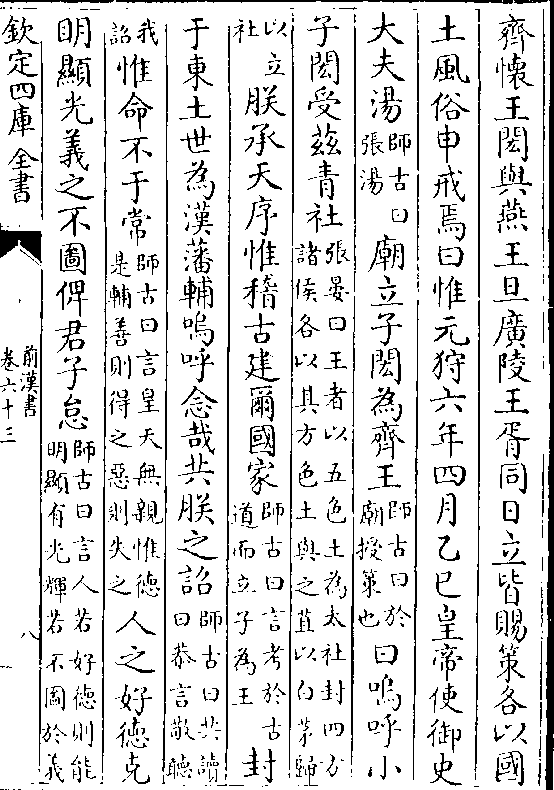 齊懷王閎與燕王旦廣陵王胥同日立皆賜策各以國
土風俗申戒焉曰惟元狩六年四月乙巳皇帝使御史
大夫湯師古曰張湯廟立子閎為齊王師古曰於廟授策也曰嗚呼小
子閎受茲青社張晏曰王者以五色土為太社封四方諸侯各以其方色土與之苴以白茅歸
以立社朕承天序惟稽古建爾國家師古曰言考於古道而立子為王封
于東土世為漢藩輔嗚呼念哉共朕之詔師古曰共讀曰恭言敬聽
我詔惟命不于常師古曰言皇天無親惟德是輔善則得之惡則失之人之好德克
明顯光義之不圖俾君子怠師古曰言人若好德則能明顯有光輝若不圖於義
欽定四庫全書
前漢書
卷六十三
八